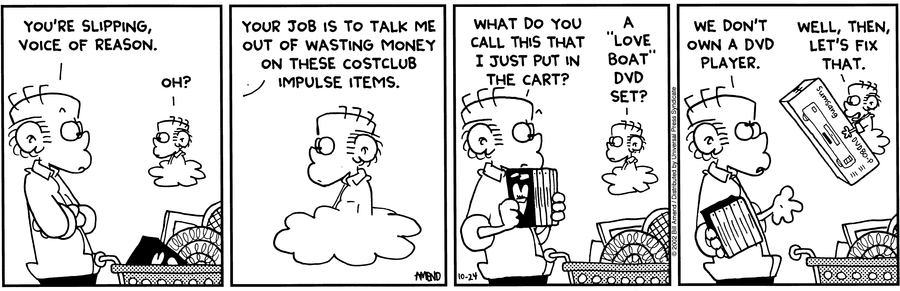 YOU'RE SLIPPING,
VOICE OF REASON.
OH?
YOUR JOB IS TO TALK ME
OUT OF WASTING MONEY
ON THESE COSTCLUB
IMPULSE ITEMS.
AMEND
WHAT DO YOU
CALL THIS THAT
I JUST PUT IN
THE CART?
A
"LOVE
BOAT"
DVD
SET?
10-24
© 2002 Bill Amend / Distributed by Universal Press Syndicate
WE DON'T
OWN A DVD
PLAYER.
WELL, THEN,
LET'S FIX
THAT.
Sumsang
DVDBo-P